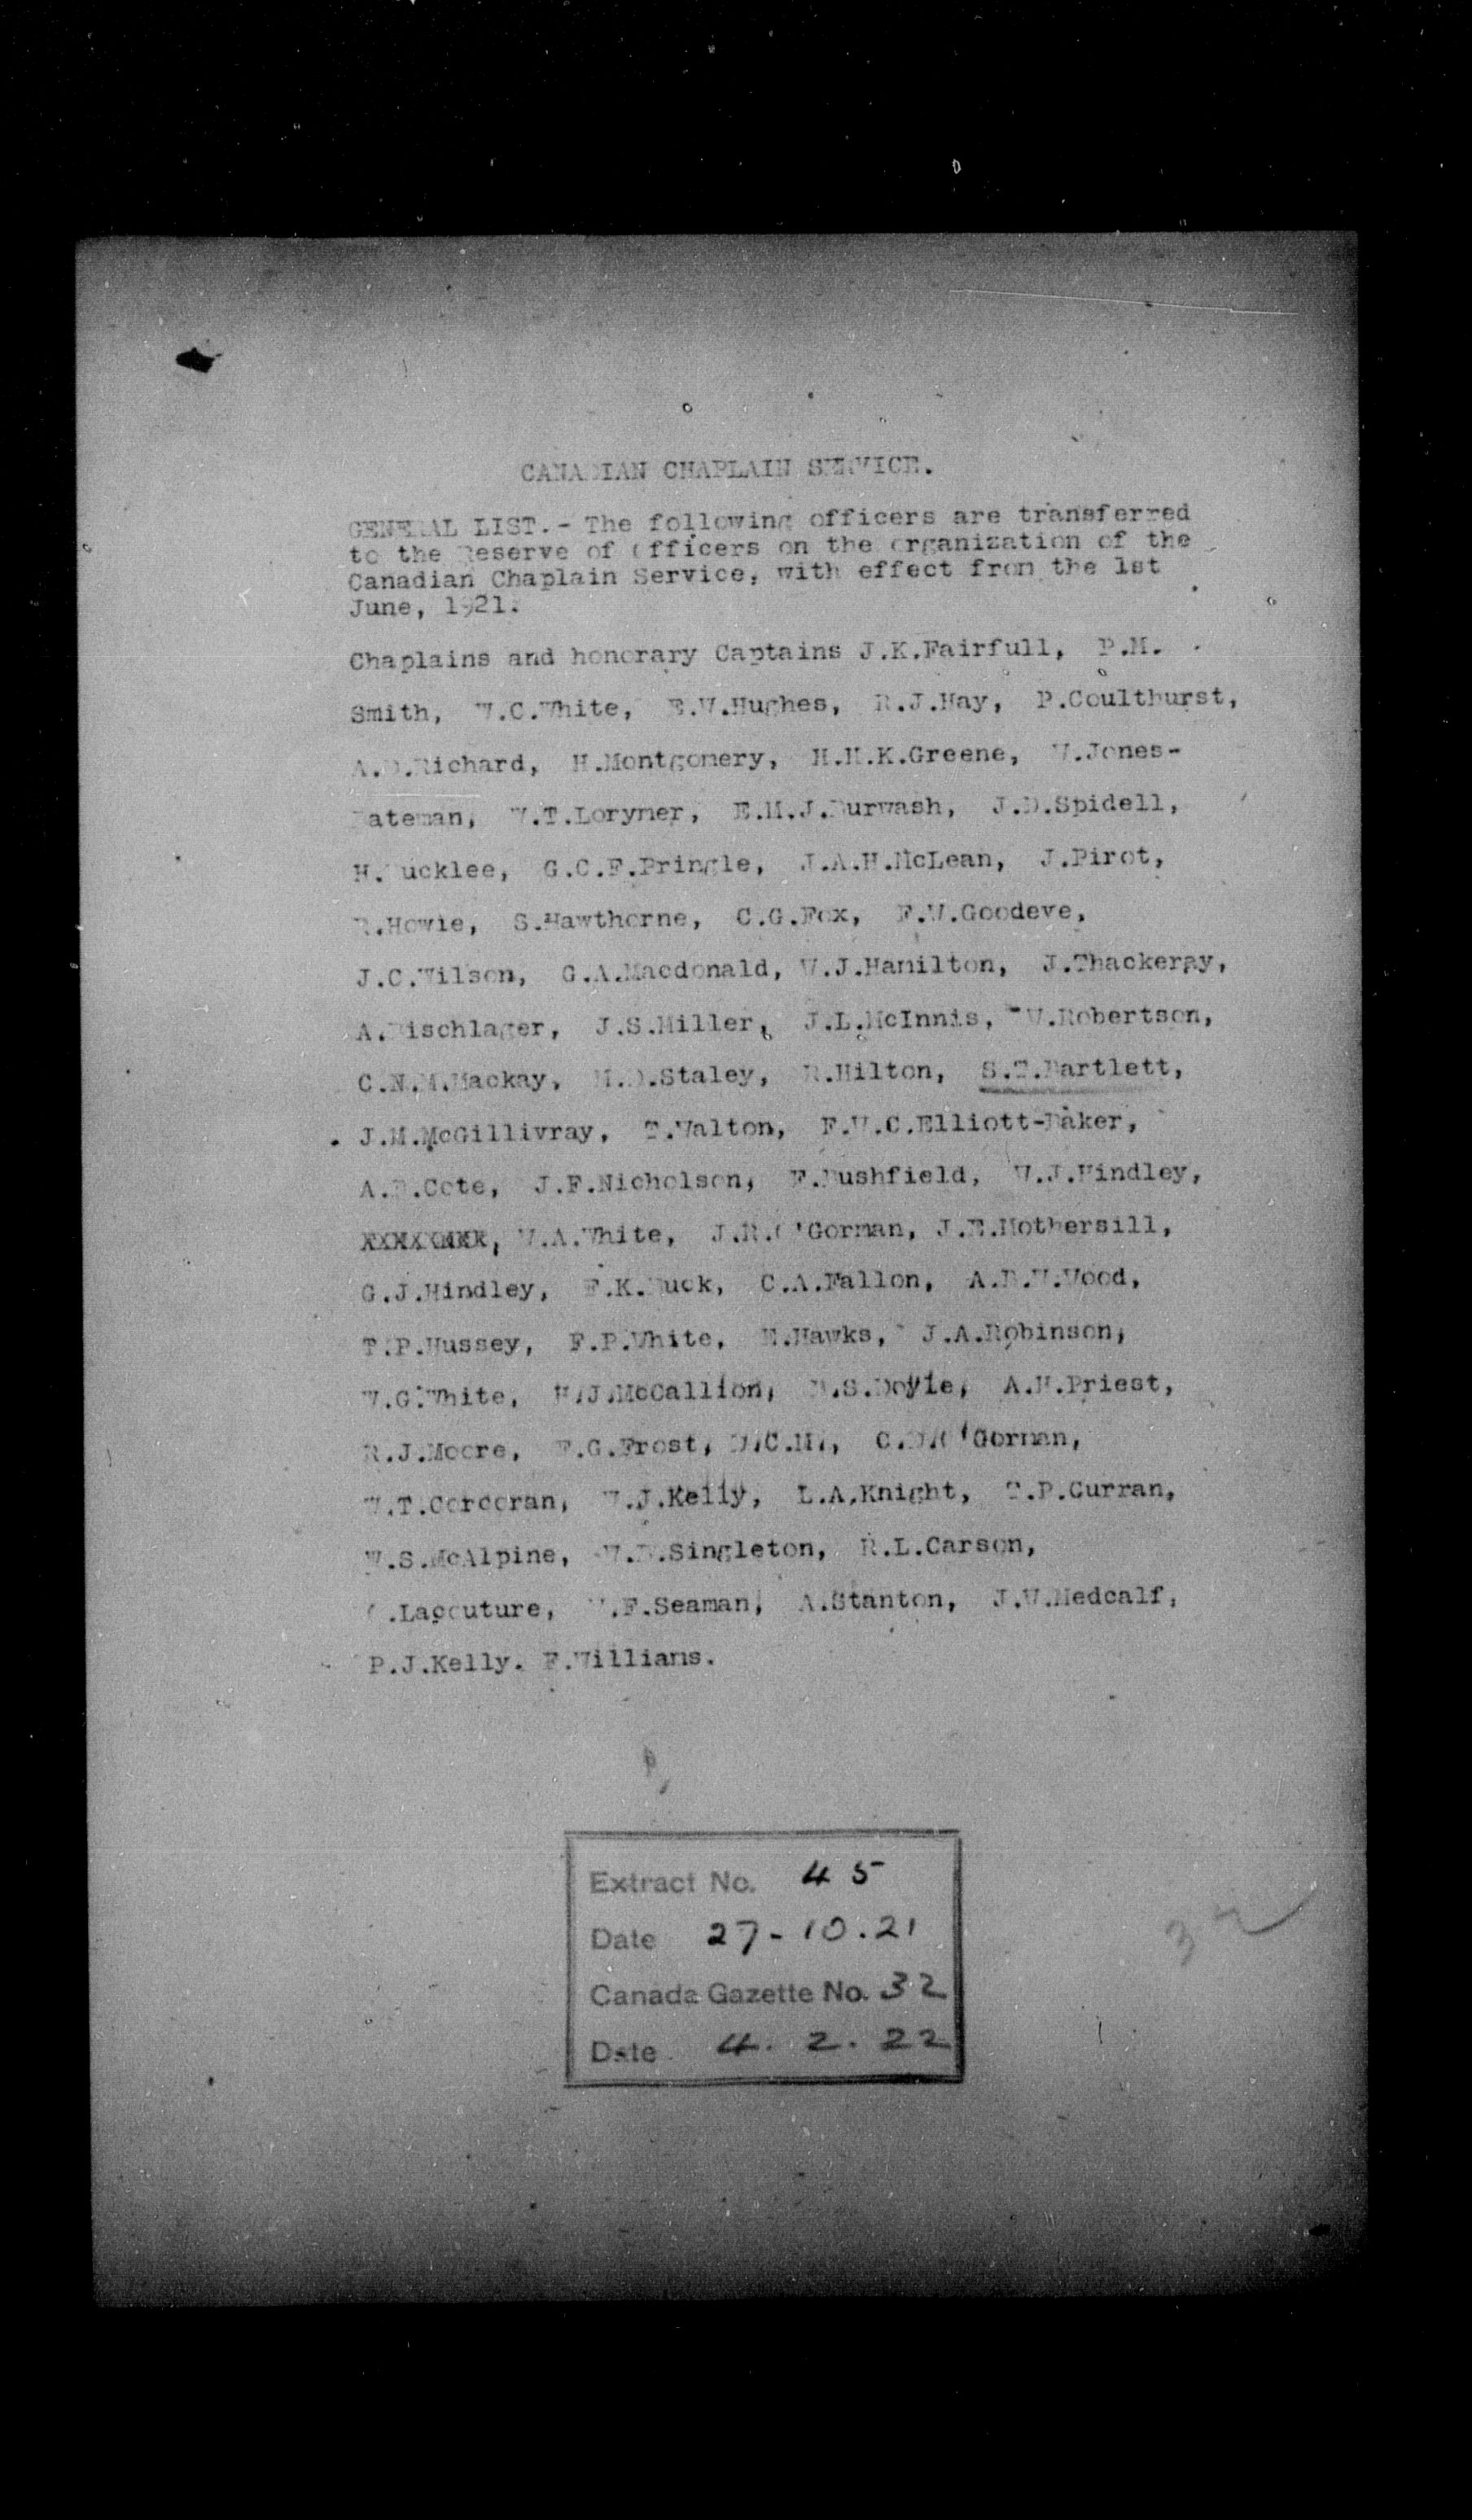 CANADIAN CHAPLAIN SERVICE.
GENERAL LIST.- The following officers are transferred
to the Reserve of Officers on the organization of the
Canadian Chaplain Service, with effect from the 1st
June, 1921.
Chaplains and honorary Captains J.K.Fairfull, P.M.
Smith, W.C.White, E.W.Hughes, R.J.Hay, P.Coulthurst,
A.D.Richard, H.Montgomery, H.H.K.Greene, W.Jones-
Bateman, W.T.Lorymer, E.M.J.Burwash, J.D.Spidell,
H.Bucklee, G.C.F.Pringle, J.A.H.McLean, J.Pirot,
R.Howie, S.Hawthorne, C.G.Fox, F.W.Goodeve,
J.C.Wilson, G.A.Macdonald, W.J.Hamilton, J.Thackeray,
A.Bischlager, J.S.Miller, J.L.McInnis, W.Robertson,
C.N.M.Mackay, M.D.Staley, R.Hilton, S.T.Bartlett,
J.M.McGillivray, T.Walton, F.W.C.Elliott-Baker,
A.B.Cote, J.F.Nicholson, F.Bushfield, W.J.Findley,
W.A.White, J.R.O'Gorman, J.E.Mothersill,
G.J.Hindley, F.K.Buck, C.A.Fallon, A.B.W.Wood,
T.P.Hussey, F.P.White, E.Hawks, J.A.Robinson,
W.G.White, H.J.McCallion, B.S.Doyle, A.H.Priest,
R.J.Moore, F.G.Frost, D.C.M., C.D.O'Gorman,
W.T.Corcoran, W.J.Kelly, L.A.Knight, T.P.Curran,
W.S.McAlpine, W.B.Singleton, R.L.Carson,
O.Lacouture, W.F.Seaman, A.Stanton, J.W.Medcalf,
P.J.Kelly. F.Williams.
Extract No. 45
Date 27-10.21
Canada Gazette No. 32
Date 4. 2. 22
32